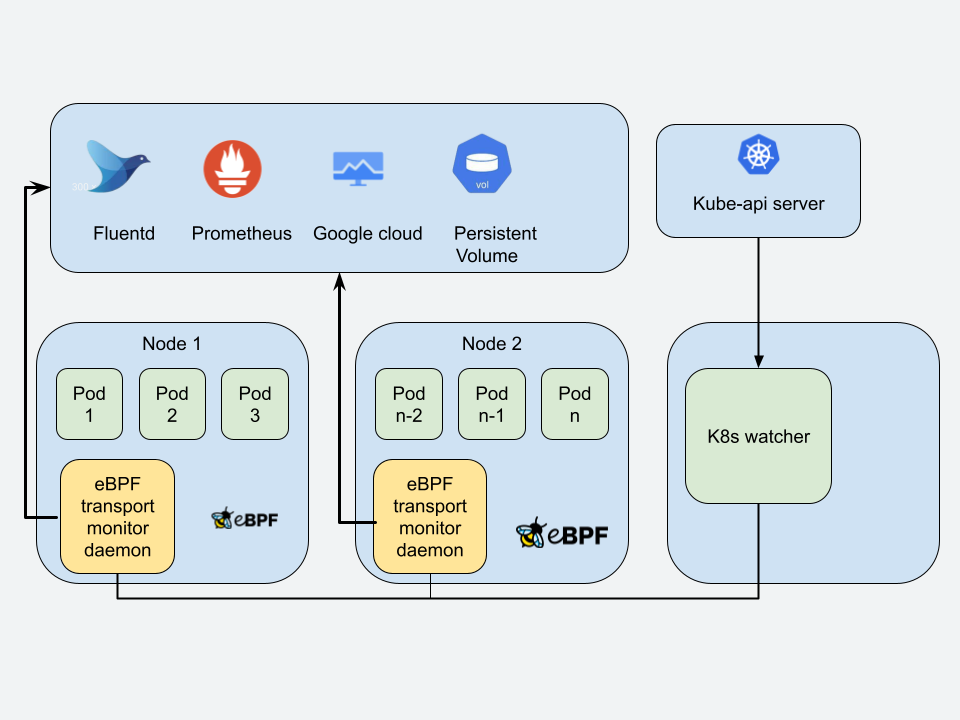 300 ×
Fluentd
Prometheus
Google cloud
vol
Persistent
Volume
Kube-api server
Node 1
Pod
1
Pod
2
Pod
3
eBPF
transport
monitor
daemon
eBPF
Node 2
Pod
n-2
Pod
n-1
Pod
n
eBPF
transport
monitor
daemon
eBPF
K8s watcher